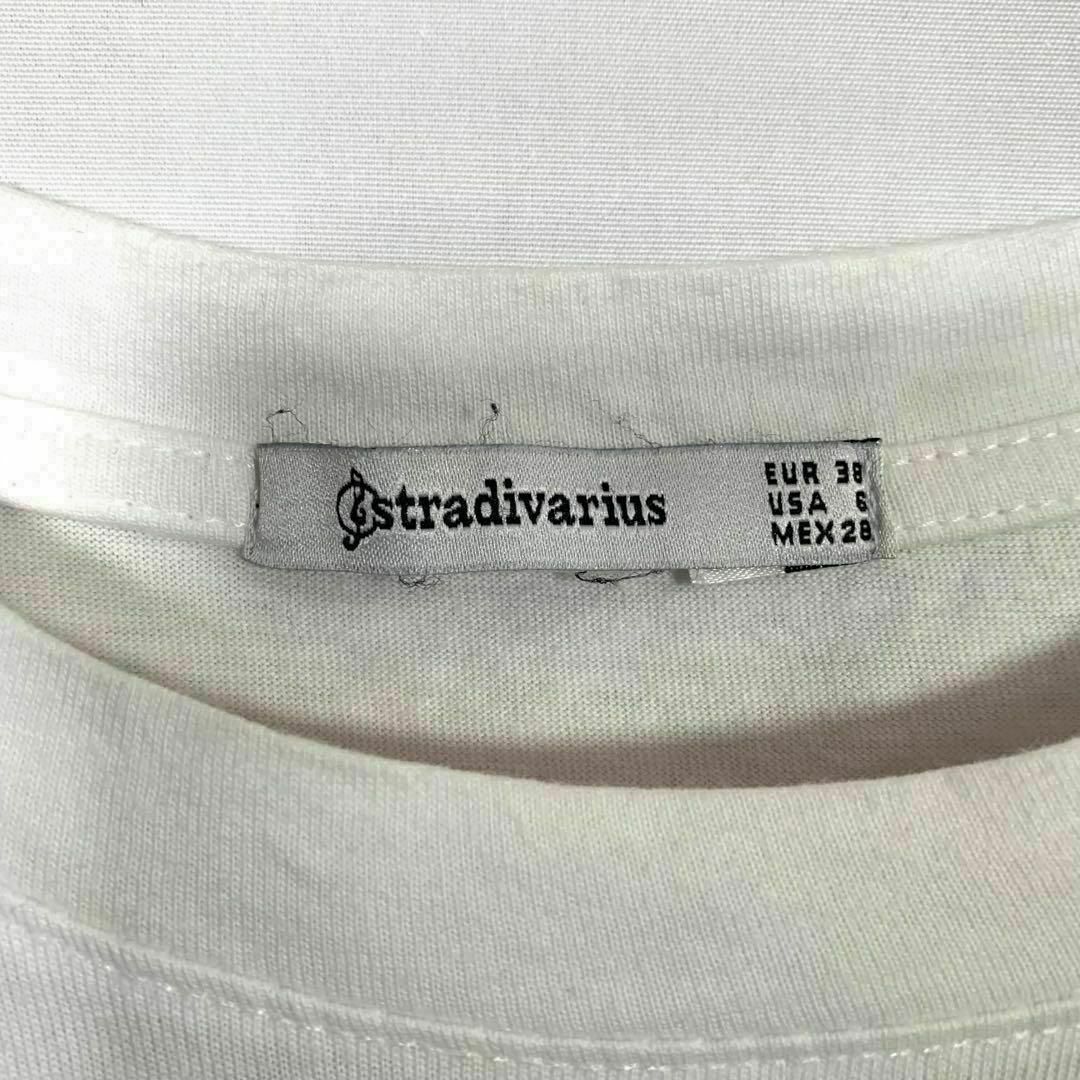 stradivarius
EUR 38
USA 6
MEX 28